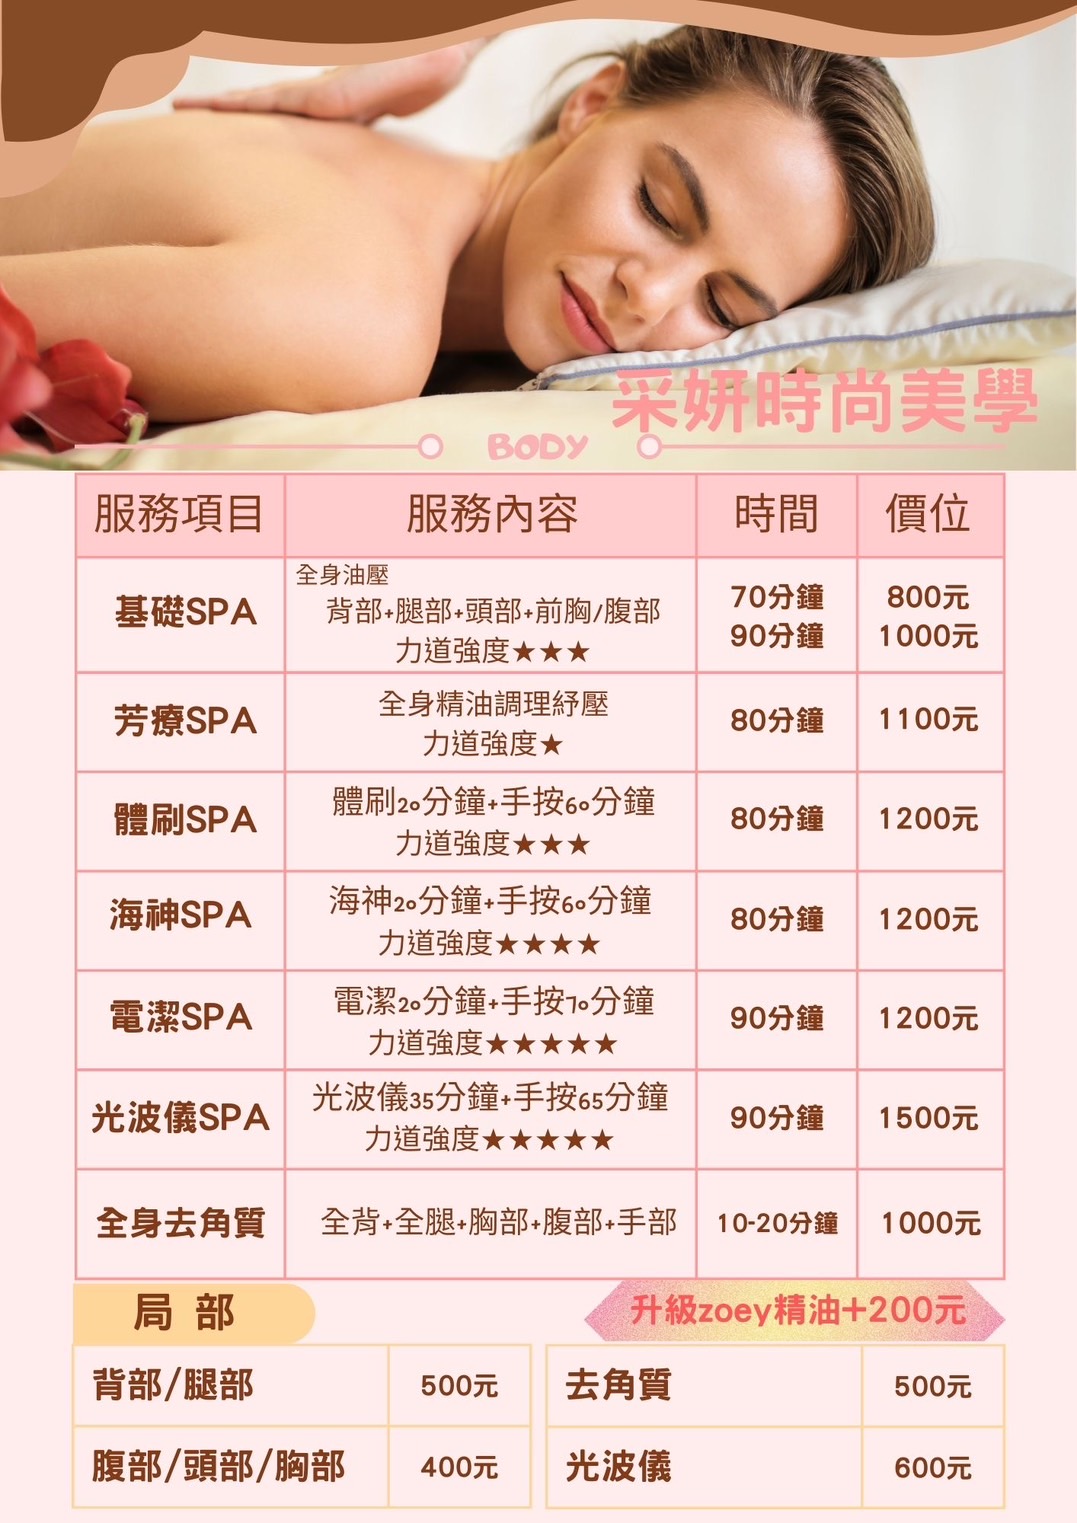 采妍時尚美學
BODY
服務項目 服務內容 時間 價位
全身油壓
基礎SPA 背部+腿部+頭部+前胸/腹部 70分鐘 800元
力道強度★★★ 90分鐘 1000元
芳療SPA 全身精油調理紓壓 80分鐘 1100元
力道強度★
體刷SPA 體刷20分鐘+手按60分鐘 80分鐘 1200元
力道強度★★★
海神SPA 海神20分鐘+手按60分鐘 80分鐘 1200元
力道強度★★★★
電潔SPA 電潔20分鐘+手按70分鐘 90分鐘 1200元
力道強度★★★★★
光波儀SPA 光波儀35分鐘+手按65分鐘 90分鐘 1500元
力道強度★★★★★
全身去角質 全背+全腿+胸部+腹部+手部 10-20分鐘 1000元
局 部
升級zoey精油+200元
背部/腿部 500元
腹部/頭部/胸部 400元
去角質 500元
光波儀 600元